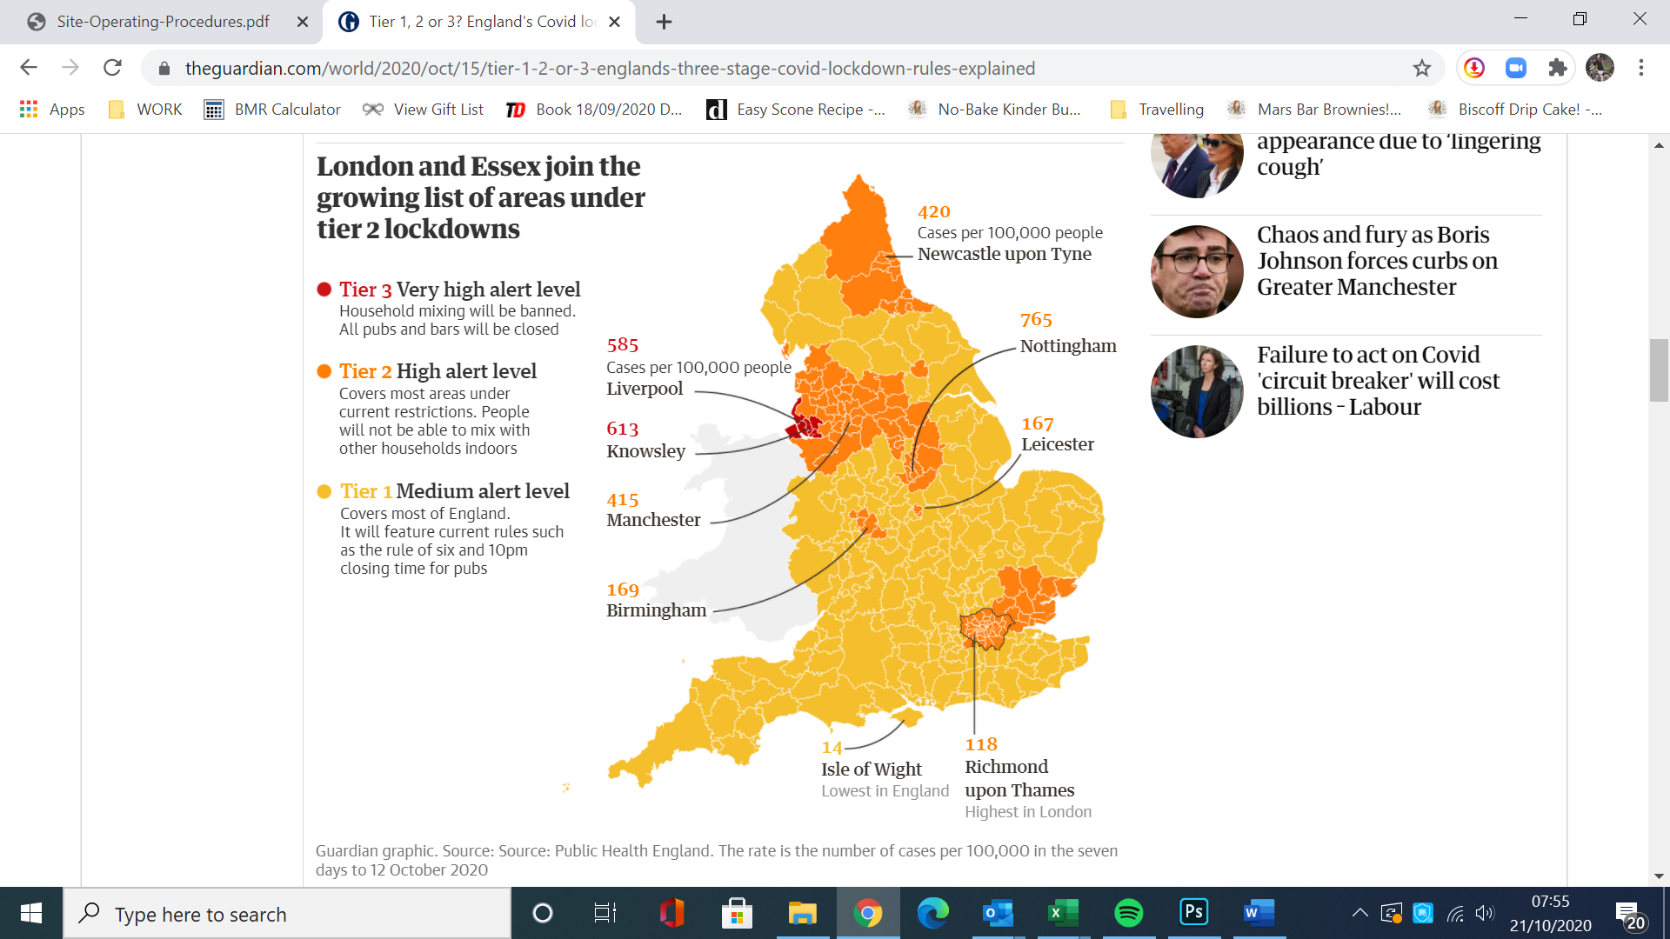 Site-Operating-Procedures.pdf
Tier 1, 2 or 3? England's Covid lo
theguardian.com/world/2020/oct/15/tier-1-2-or-3-englands-three-stage-covid-lockdown-rules-explained
Apps
WORK
BMR Calculator
View Gift List
TD
Book 18/09/2020 D...
d
Easy Scone Recipe -...
No-Bake Kinder Bu...
Travelling
Mars Bar Brownies!...
Biscoff Drip Cake! -...
London and Essex join the
growing list of areas under
tier 2 lockdowns
Tier 3 Very high alert level
Household mixing will be banned.
All pubs and bars will be closed
Tier 2 High alert level
Covers most areas under
current restrictions. People
will not be able to mix with
other households indoors
Tier 1 Medium alert level
Covers most of England.
It will feature current rules such
as the rule of six and 10pm
closing time for pubs
420
Cases per 100,000 people
Newcastle upon Tyne
765
Nottingham
585
Cases per 100,000 people
Liverpool
613
Knowsley
167
Leicester
415
Manchester
169
Birmingham
14
Isle of Wight
Lowest in England
118
Richmond
upon Thames
Highest in London
Guardian graphic. Source: Source: Public Health England. The rate is the number of cases per 100,000 in the seven
days to 12 October 2020
appearance due to 'lingering
cough'
Chaos and fury as Boris
Johnson forces curbs on
Greater Manchester
Failure to act on Covid
'circuit breaker' will cost
billions – Labour
Type here to search
Ps
07:55
21/10/2020
20